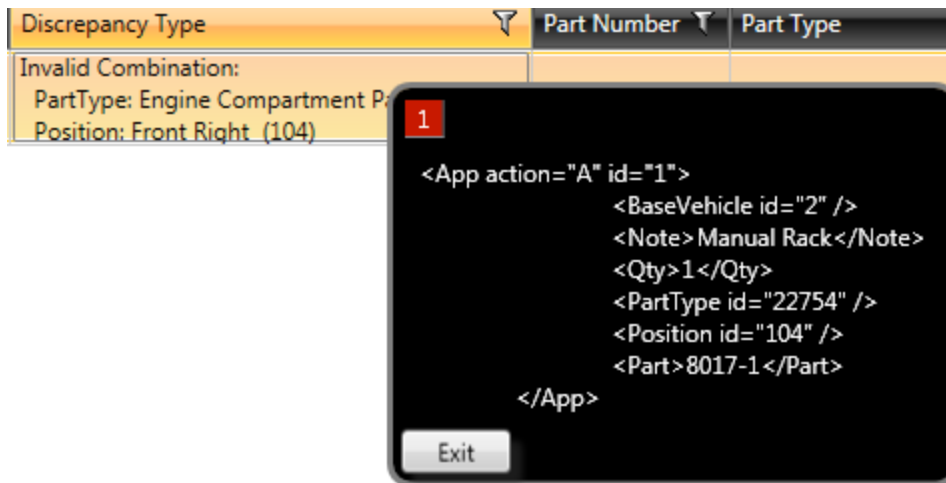 Discrepancy Type Part Number Part Type
Invalid Combination:
PartType: Engine Compartment
Position: Front Right (104)
1
<App action="A" id="1">
<BaseVehicle id="2" />
<Note>Manual Rack</Note>
<Qty>1</Qty>
<PartType id="22754" />
<Position id="104" />
<Part>8017-1</Part>
</App>
Exit